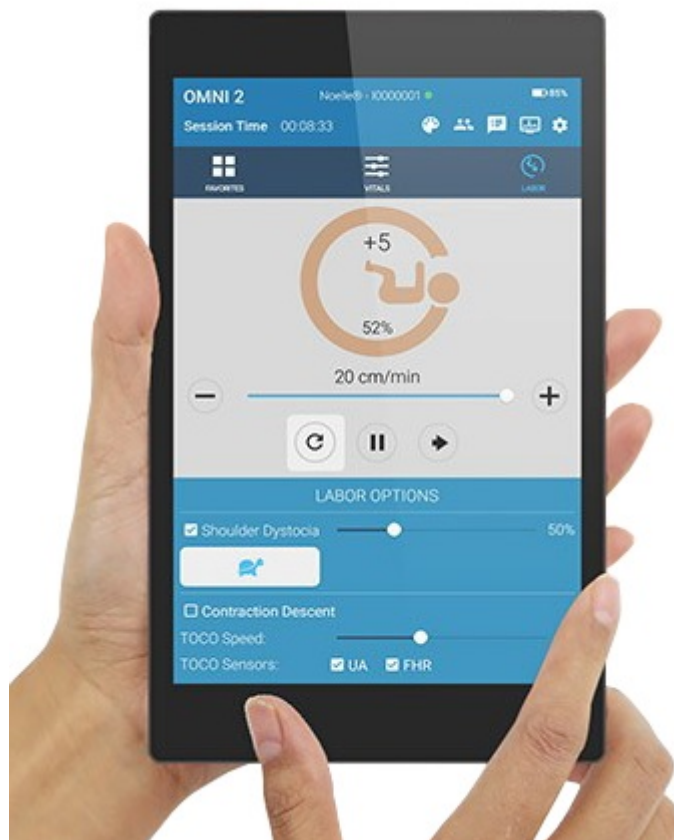 OMNI 2 Noelle® - I0000001 85%
Session Time 00:08:33
FAVORITES VITALS LABOR
+5
52%
20 cm/min
LABOR OPTIONS
Shoulder Dystocia 50%
Contraction Descent
TOCO Speed:
TOCO Sensors: UA FHR